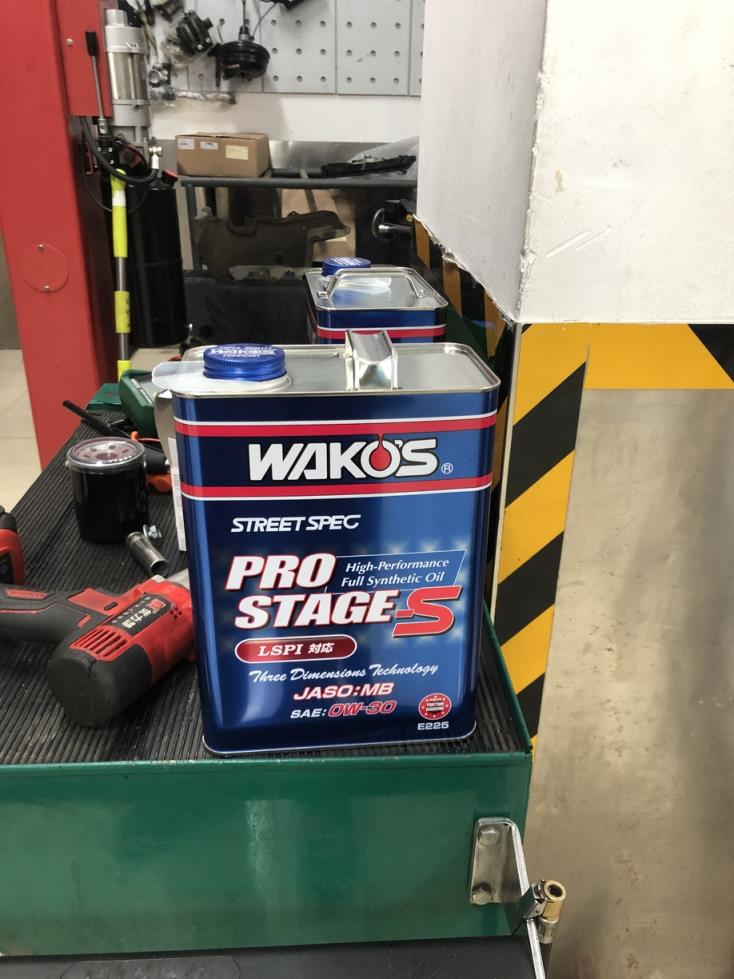 WAKO'S
WAKO'S®
STREET SPEC
PRO
STAGE-S
High-Performance
Full Synthetic Oil
LSPI 対応
Three Dimensions Technology
JASO:MB
SAE: 0W-30
E225